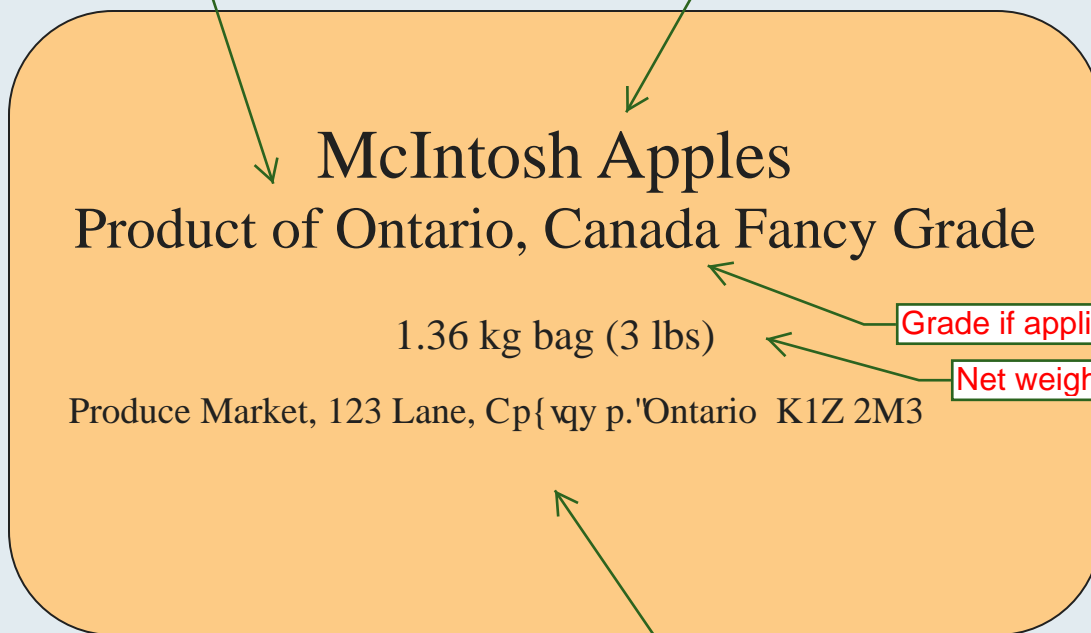 McIntosh Apples
Product of Ontario, Canada Fancy Grade
Grade if appli
1.36 kg bag (3 lbs)
Net weigh
Produce Market, 123 Lane, Cp{vqy p."Ontario K1Z 2M3